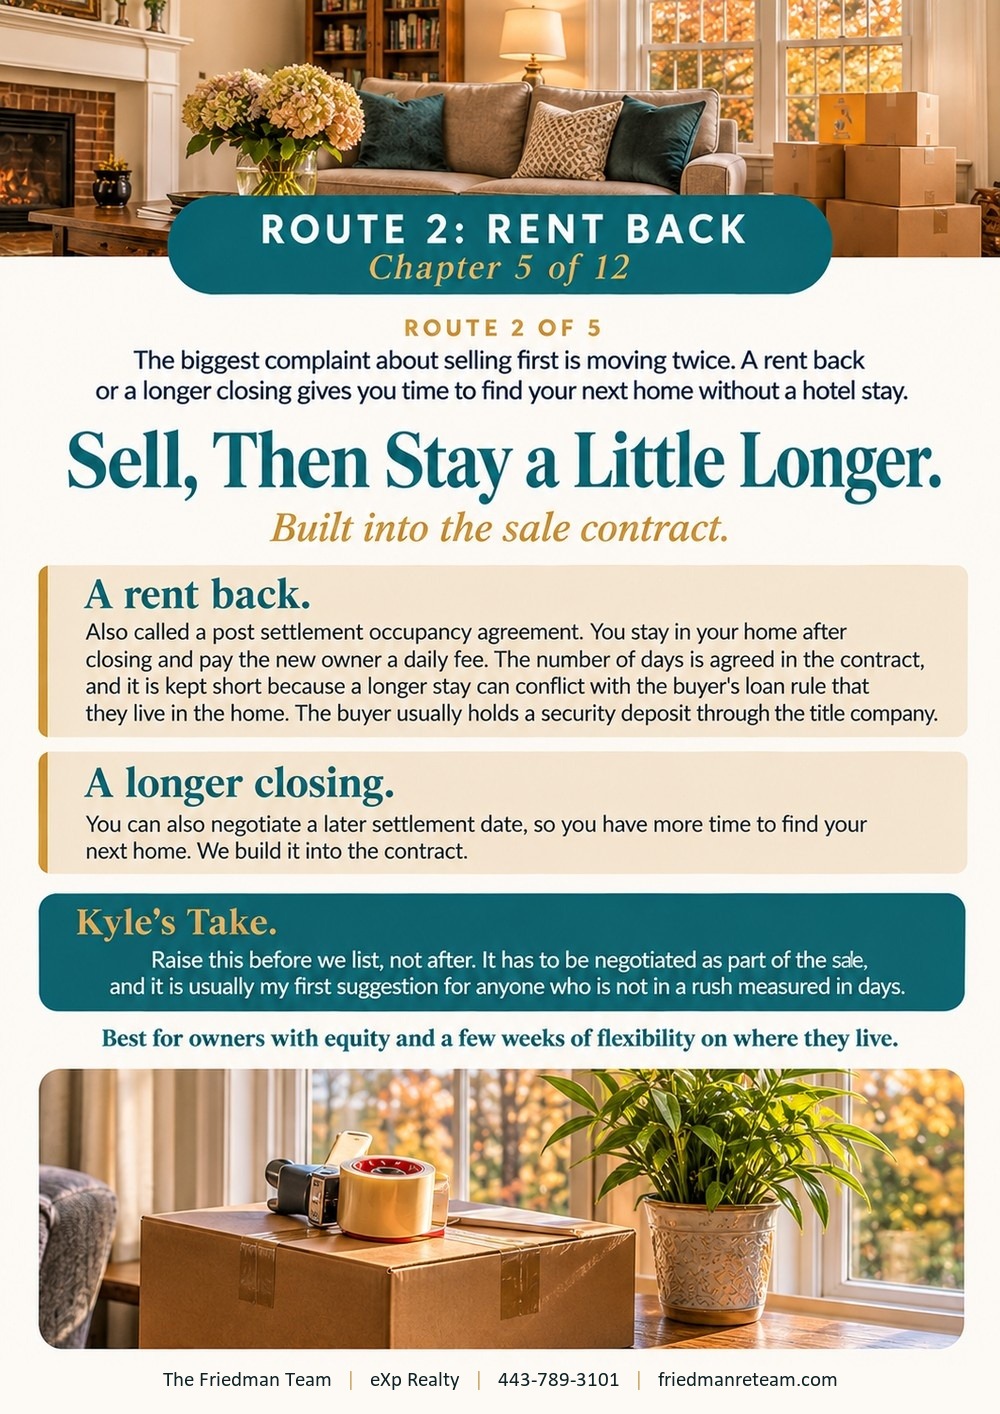 ROUTE 2: RENT BACK
Chapter 5 of 12
ROUTE 2 OF 5
The biggest complaint about selling first is moving twice. A rent back
or a longer closing gives you time to find your next home without a hotel stay.
Sell, Then Stay a Little Longer.
Built into the sale contract.
A rent back.
Also called a post settlement occupancy agreement. You stay in your home after
closing and pay the new owner a daily fee. The number of days is agreed in the contract,
and it is kept short because a longer stay can conflict with the buyer's loan rule that
they live in the home. The buyer usually holds a security deposit through the title company.
A longer closing.
You can also negotiate a later settlement date, so you have more time to find your
next home. We build it into the contract.
Kyle’s Take.
Raise this before we list, not after. It has to be negotiated as part of the sale,
and it is usually my first suggestion for anyone who is not in a rush measured in days.
Best for owners with equity and a few weeks of flexibility on where they live.
The Friedman Team | eXp Realty | 443-789-3101 | friedmanreteam.com